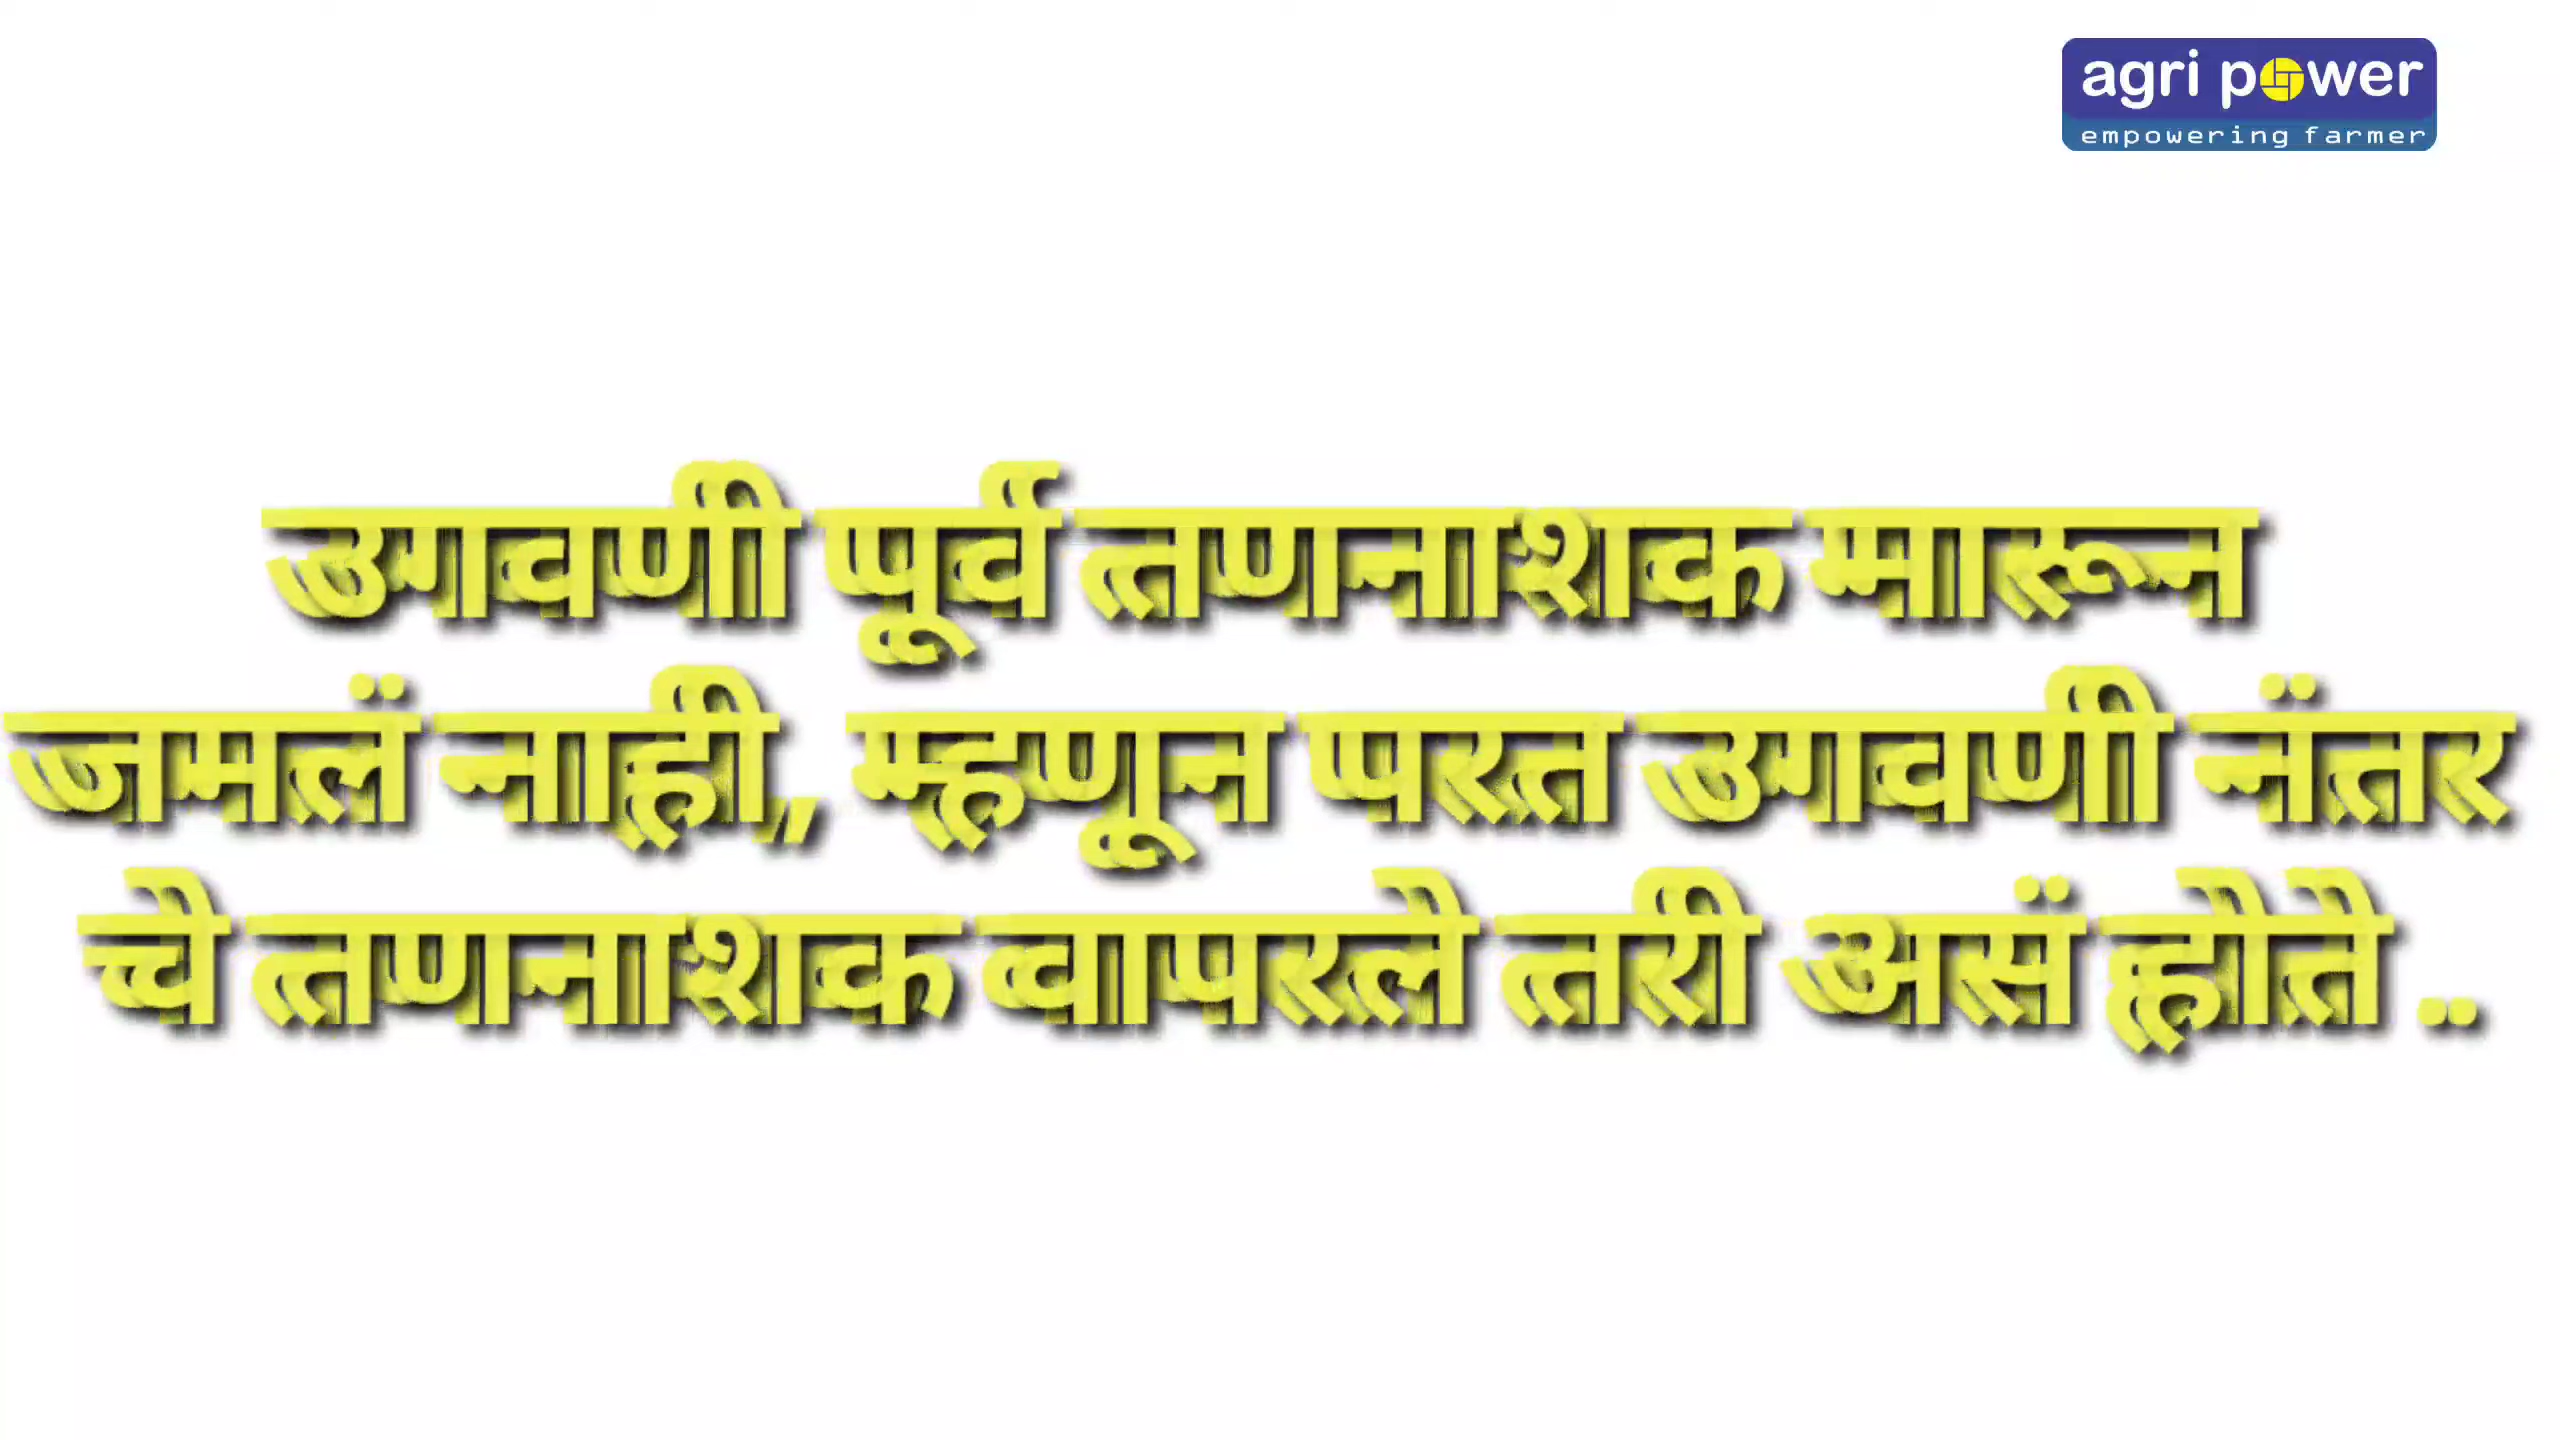 agri power
empowering farmer
उगवणी पूर्व तणनाशक मारून
जमलं नाही, म्हणून परत उगवणी नंतर
चे तणनाशक वापरले तरी असं होते .